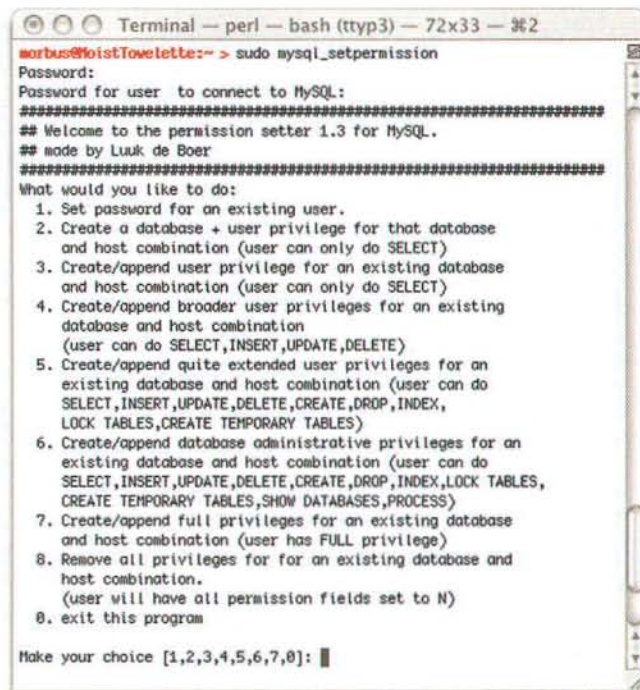 Terminal — perl — bash (ttyp3) — 72x33 — ⌘2
morbus@MoistTowelette:~ > sudo mysql_setpermission
Password:
Password for user  to connect to MySQL:
######################################################################
## Welcome to the permission setter 1.3 for MySQL.
## made by Luuk de Boer
######################################################################
What would you like to do:
  1. Set password for an existing user.
  2. Create a database + user privilege for that database
     and host combination (user can only do SELECT)
  3. Create/append user privilege for an existing database
     and host combination (user can only do SELECT)
  4. Create/append broader user privileges for an existing
     database and host combination
     (user can do SELECT,INSERT,UPDATE,DELETE)
  5. Create/append quite extended user privileges for an
     existing database and host combination (user can do
     SELECT,INSERT,UPDATE,DELETE,CREATE,DROP,INDEX,
     LOCK TABLES,CREATE TEMPORARY TABLES)
  6. Create/append database administrative privileges for an
     existing database and host combination (user can do
     SELECT,INSERT,UPDATE,DELETE,CREATE,DROP,INDEX,LOCK TABLES,
     CREATE TEMPORARY TABLES,SHOW DATABASES,PROCESS)
  7. Create/append full privileges for an existing database
     and host combination (user has FULL privilege)
  8. Remove all privileges for for an existing database and
     host combination.
     (user will have all permission fields set to N)
  0. exit this program
Make your choice [1,2,3,4,5,6,7,0]: